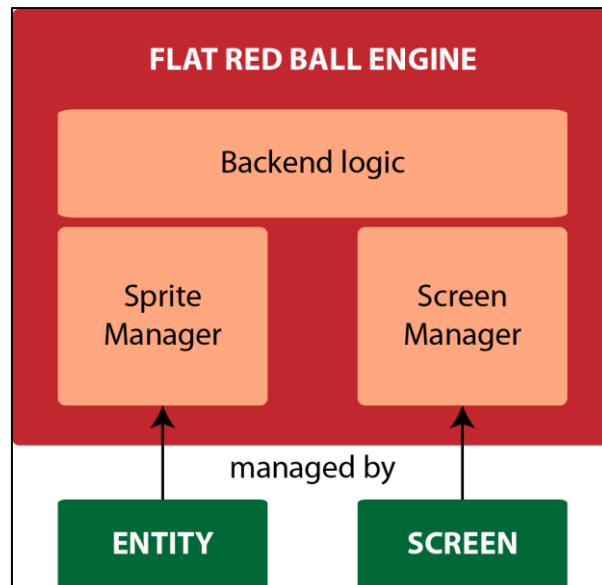 FLAT RED BALL ENGINE
Backend logic
Sprite
Manager
Screen
Manager
managed by
ENTITY
SCREEN